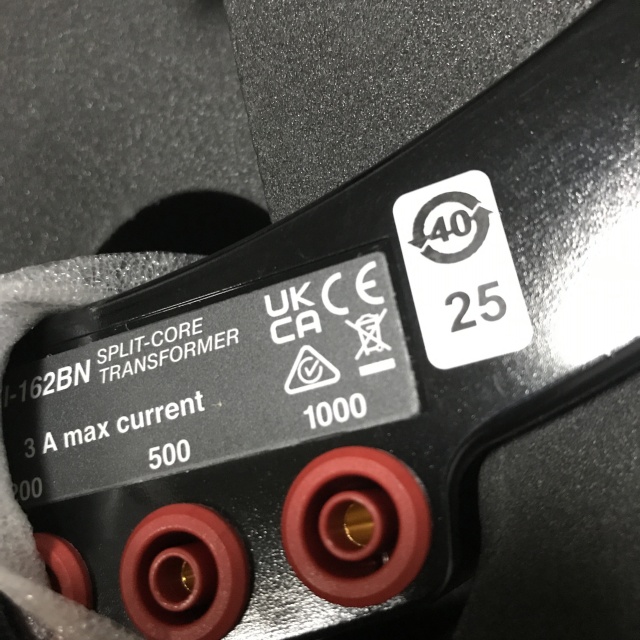 40
25
UK
CA CE
-162BN SPLIT-CORE
TRANSFORMER
3 A max current
200 500 1000